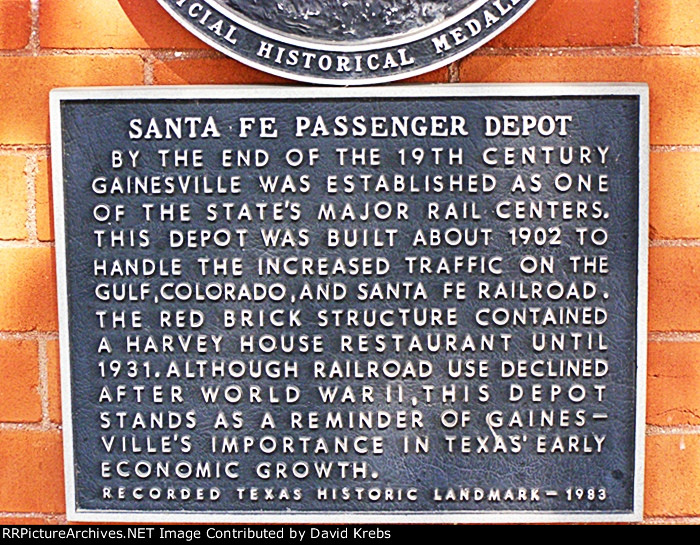 ICIAL HISTORICAL MEDAL
SANTA FE PASSENGER DEPOT
BY THE END OF THE 19TH CENTURY
GAINESVILLE WAS ESTABLISHED AS ONE
OF THE STATE'S MAJOR RAIL CENTERS.
THIS DEPOT WAS BUILT ABOUT 1902 TO
HANDLE THE INCREASED TRAFFIC ON THE
GULF, COLORADO, AND SANTA FE RAILROAD.
THE RED BRICK STRUCTURE CONTAINED
A HARVEY HOUSE RESTAURANT UNTIL
1931. ALTHOUGH RAILROAD USE DECLINED
AFTER WORLD WAR II, THIS DEPOT
STANDS AS A REMINDER OF GAINES-
VILLE'S IMPORTANCE IN TEXAS' EARLY
ECONOMIC GROWTH.
RECORDED TEXAS HISTORIC LANDMARK - 1983
RRPictureArchives.NET Image Contributed by David Krebs